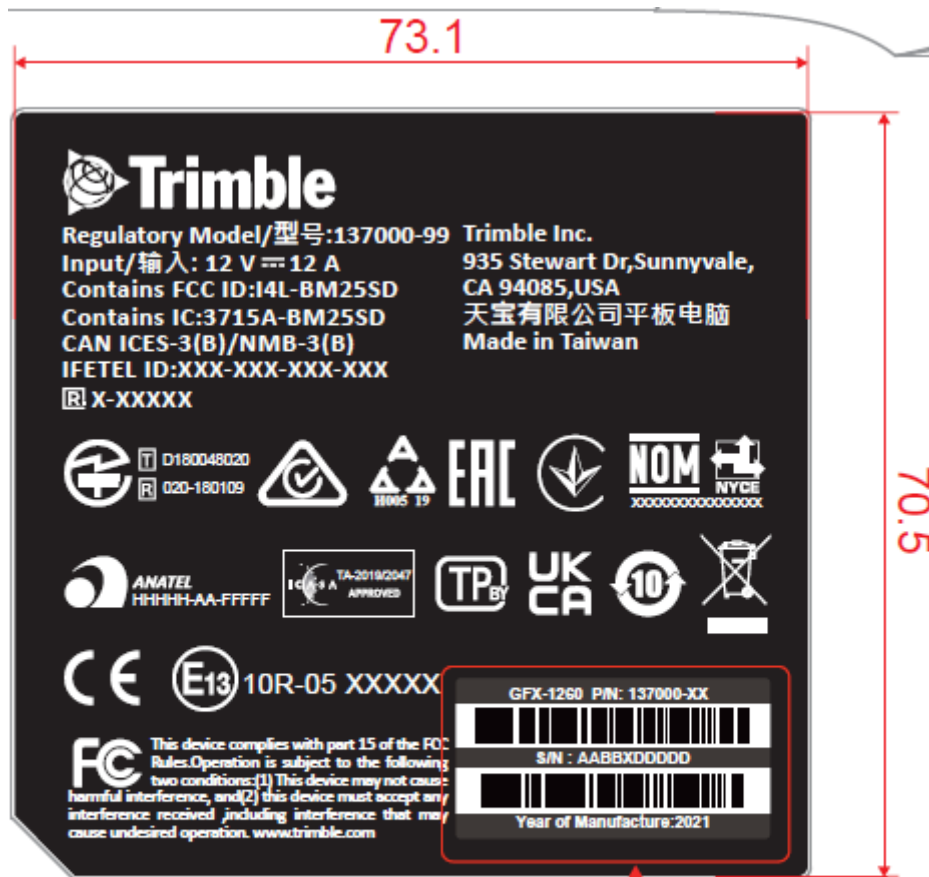 73.1
Trimble
Regulatory Model/型号:137000-99
Input/输入: 12 V ⎓ 12 A
Contains FCC ID:I4L-BM25SD
Contains IC:3715A-BM25SD
CAN ICES-3(B)/NMB-3(B)
IFETEL ID:XXX-XXX-XXX-XXX
R X-XXXXX
Trimble Inc.
935 Stewart Dr,Sunnyvale,
CA 94085,USA
天宝有限公司平板电脑
Made in Taiwan
70.5
T D180048020
R 020-180109
H005 19
EAC
NOM
NYCE
XXXXXXXXXXXXXXX
ANATEL
HHHHH-AA-FFFFF
ICASA
TA-2019/2047
APPROVED
TP BY
UK
CA
10
CE
E13 10R-05 XXXXX
GFX-1260 P/N: 137000-XX
S/N : AABBXDDDDD
Year of Manufacture:2021
FC
This device complies with part 15 of the FCC
Rules.Operation is subject to the following
two conditions:(1) This device may not cause
harmful interference, and(2) this device must accept any
interference received ,including interference that may
cause undesired operation. www.trimble.com